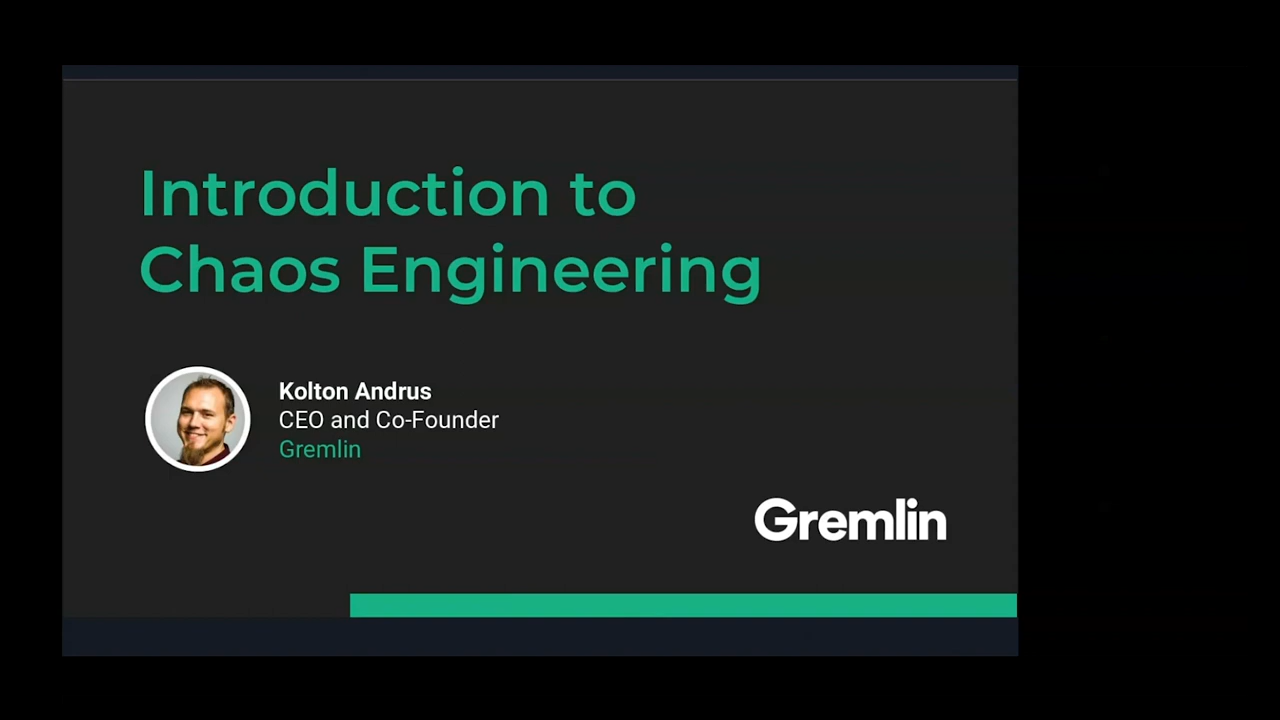 Introduction to
Chaos Engineering
Kolton Andrus
CEO and Co-Founder
Gremlin
Gremlin